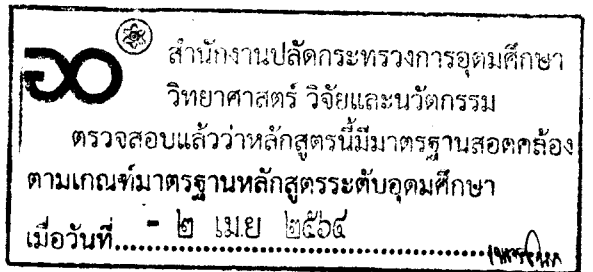 สำนักงานปลัดกระทรวงการอุดมศึกษา
วิทยาศาสตร์ วิจัยและนวัตกรรม
ตรวจสอบแล้วว่าหลักสูตรนี้มีมาตรฐานสอดคล้อง
ตามเกณฑ์มาตรฐานหลักสูตรระดับอุดมศึกษา
เมื่อวันที่.... - ๒ เม.ย ๒๕๖๔